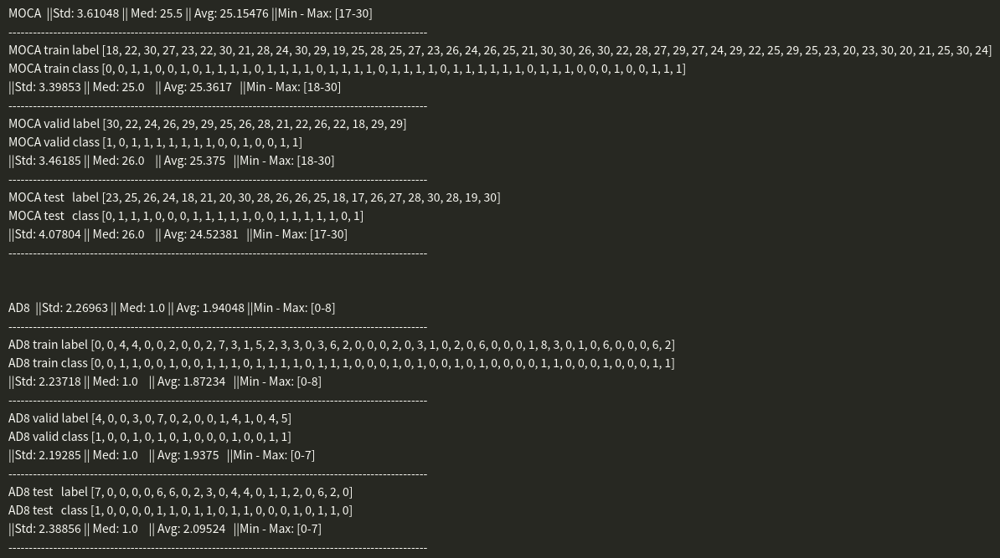 MOCA  ||Std: 3.61048 || Med: 25.5 || Avg: 25.15476 ||Min - Max: [17-30]
----------------------------------------------------------------------------------------------------
MOCA train label [18, 22, 30, 27, 23, 22, 30, 21, 28, 24, 30, 29, 19, 25, 28, 25, 27, 23, 26, 24, 26, 25, 21, 30, 30, 26, 30, 22, 28, 27, 29, 27, 24, 29, 22, 25, 29, 25, 23, 20, 23, 30, 20, 21, 25, 30, 24]
MOCA train class [0, 0, 1, 1, 0, 0, 1, 0, 1, 1, 1, 1, 0, 1, 1, 1, 1, 0, 1, 1, 1, 1, 0, 1, 1, 1, 1, 0, 1, 1, 1, 1, 1, 1, 0, 1, 1, 1, 0, 0, 0, 1, 0, 0, 1, 1, 1]
||Std: 3.39853 || Med: 25.0    || Avg: 25.3617   ||Min - Max: [18-30]
----------------------------------------------------------------------------------------------------
MOCA valid label [30, 22, 24, 26, 29, 29, 25, 26, 28, 21, 22, 26, 22, 18, 29, 29]
MOCA valid class [1, 0, 1, 1, 1, 1, 1, 1, 1, 0, 0, 1, 0, 0, 1, 1]
||Std: 3.46185 || Med: 26.0    || Avg: 25.375   ||Min - Max: [18-30]
----------------------------------------------------------------------------------------------------
MOCA test   label [23, 25, 26, 24, 18, 21, 20, 30, 28, 26, 26, 25, 18, 17, 26, 27, 28, 30, 28, 19, 30]
MOCA test   class [0, 1, 1, 1, 0, 0, 0, 1, 1, 1, 1, 1, 0, 0, 1, 1, 1, 1, 1, 0, 1]
||Std: 4.07804 || Med: 26.0    || Avg: 24.52381   ||Min - Max: [17-30]
----------------------------------------------------------------------------------------------------
AD8  ||Std: 2.26963 || Med: 1.0 || Avg: 1.94048 ||Min - Max: [0-8]
----------------------------------------------------------------------------------------------------
AD8 train label [0, 0, 4, 4, 0, 0, 2, 0, 0, 2, 7, 3, 1, 5, 2, 3, 3, 0, 3, 6, 2, 0, 0, 0, 2, 0, 3, 1, 0, 2, 0, 6, 0, 0, 0, 1, 8, 3, 0, 1, 0, 6, 0, 0, 0, 6, 2]
AD8 train class [0, 0, 1, 1, 0, 0, 1, 0, 0, 1, 1, 1, 0, 1, 1, 1, 1, 0, 1, 1, 1, 0, 0, 0, 1, 0, 1, 0, 0, 1, 0, 1, 0, 0, 0, 0, 1, 1, 0, 0, 0, 1, 0, 0, 0, 1, 1]
||Std: 2.23718 || Med: 1.0    || Avg: 1.87234   ||Min - Max: [0-8]
----------------------------------------------------------------------------------------------------
AD8 valid label [4, 0, 0, 3, 0, 7, 0, 2, 0, 0, 1, 4, 1, 0, 4, 5]
AD8 valid class [1, 0, 0, 1, 0, 1, 0, 1, 0, 0, 0, 1, 0, 0, 1, 1]
||Std: 2.19285 || Med: 1.0    || Avg: 1.9375   ||Min - Max: [0-7]
----------------------------------------------------------------------------------------------------
AD8 test   label [7, 0, 0, 0, 0, 6, 6, 0, 2, 3, 0, 4, 4, 0, 1, 1, 2, 0, 6, 2, 0]
AD8 test   class [1, 0, 0, 0, 0, 1, 1, 0, 1, 1, 0, 1, 1, 0, 0, 0, 1, 0, 1, 1, 0]
||Std: 2.38856 || Med: 1.0    || Avg: 2.09524   ||Min - Max: [0-7]
----------------------------------------------------------------------------------------------------